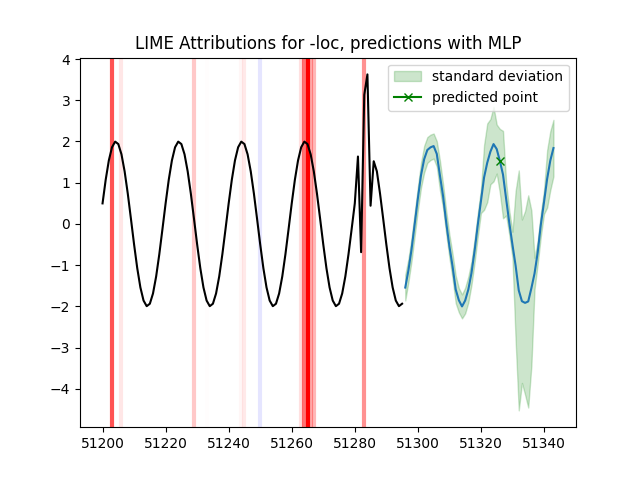 LIME Attributions for -loc, predictions with MLP
standard deviation
predicted point
4
3
2
1
0
−1
−2
−3
−4
51200 51220 51240 51260 51280 51300 51320 51340